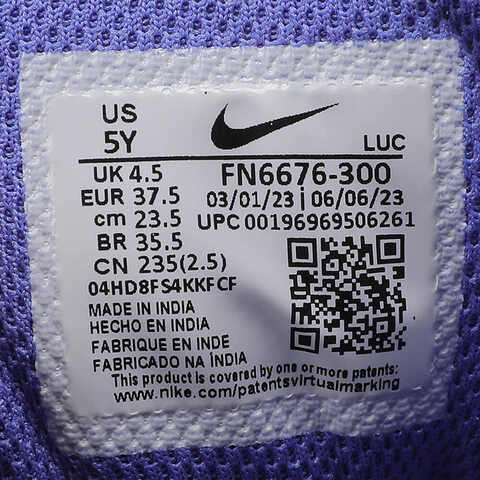 US
5Y
LUC
UK 4.5
FN6676-300
EUR 37.5
03/01/23 | 06/06/23
cm 23.5
UPC 00196969506261
BR 35.5
CN 235(2.5)
04HD8FS4KKFCF
MADE IN INDIA
HECHO EN INDIA
FABRIQUE EN INDE
FABRICADO NA ÍNDIA
This product is covered by one or more patents:
www.nike.com/patentsvirtualmarking